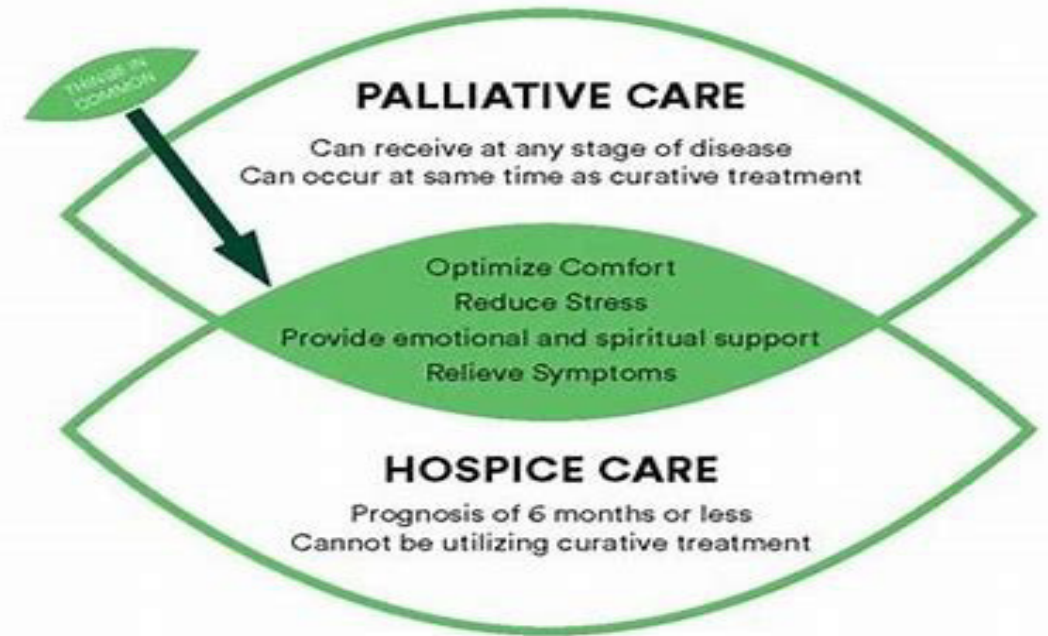 THINGS IN
COMMON
PALLIATIVE CARE
Can receive at any stage of disease
Can occur at same time as curative treatment
Optimize Comfort
Reduce Stress
Provide emotional and spiritual support
Relieve Symptoms
HOSPICE CARE
Prognosis of 6 months or less
Cannot be utilizing curative treatment